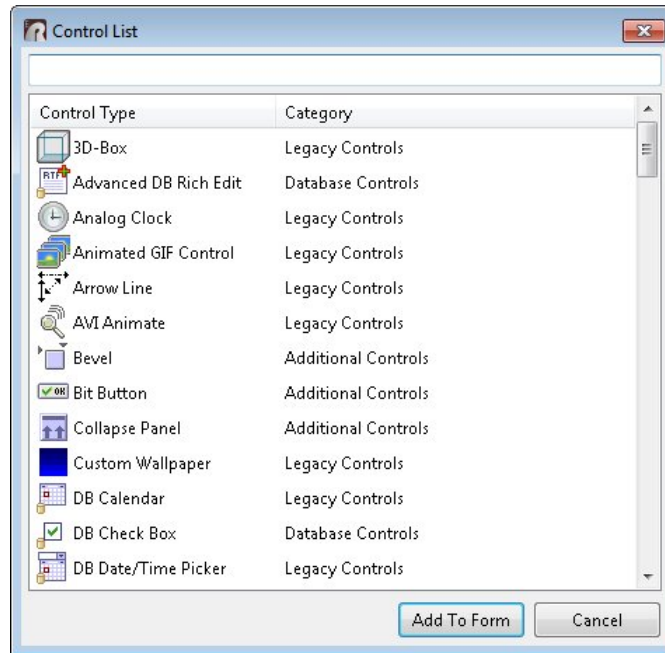 Control List
Control Type Category
3D-Box Legacy Controls
RTF Advanced DB Rich Edit Database Controls
Analog Clock Legacy Controls
Animated GIF Control Legacy Controls
Arrow Line Legacy Controls
AVI Animate Legacy Controls
Bevel Additional Controls
OK Bit Button Additional Controls
Collapse Panel Additional Controls
Custom Wallpaper Legacy Controls
DB Calendar Legacy Controls
DB Check Box Database Controls
DB Date/Time Picker Legacy Controls
Add To Form Cancel